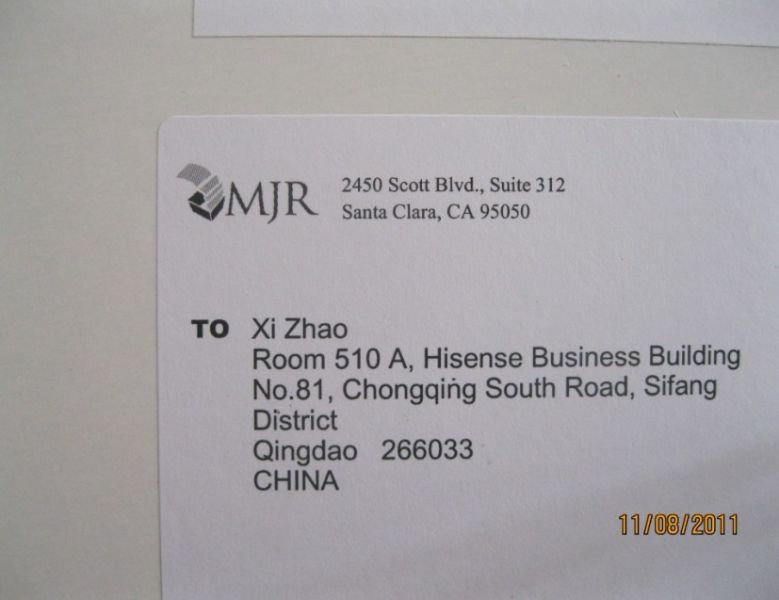 MJR
2450 Scott Blvd., Suite 312
Santa Clara, CA 95050
TO Xi Zhao
Room 510 A, Hisense Business Building
No.81, Chongqing South Road, Sifang
District
Qingdao 266033
CHINA
11/08/2011